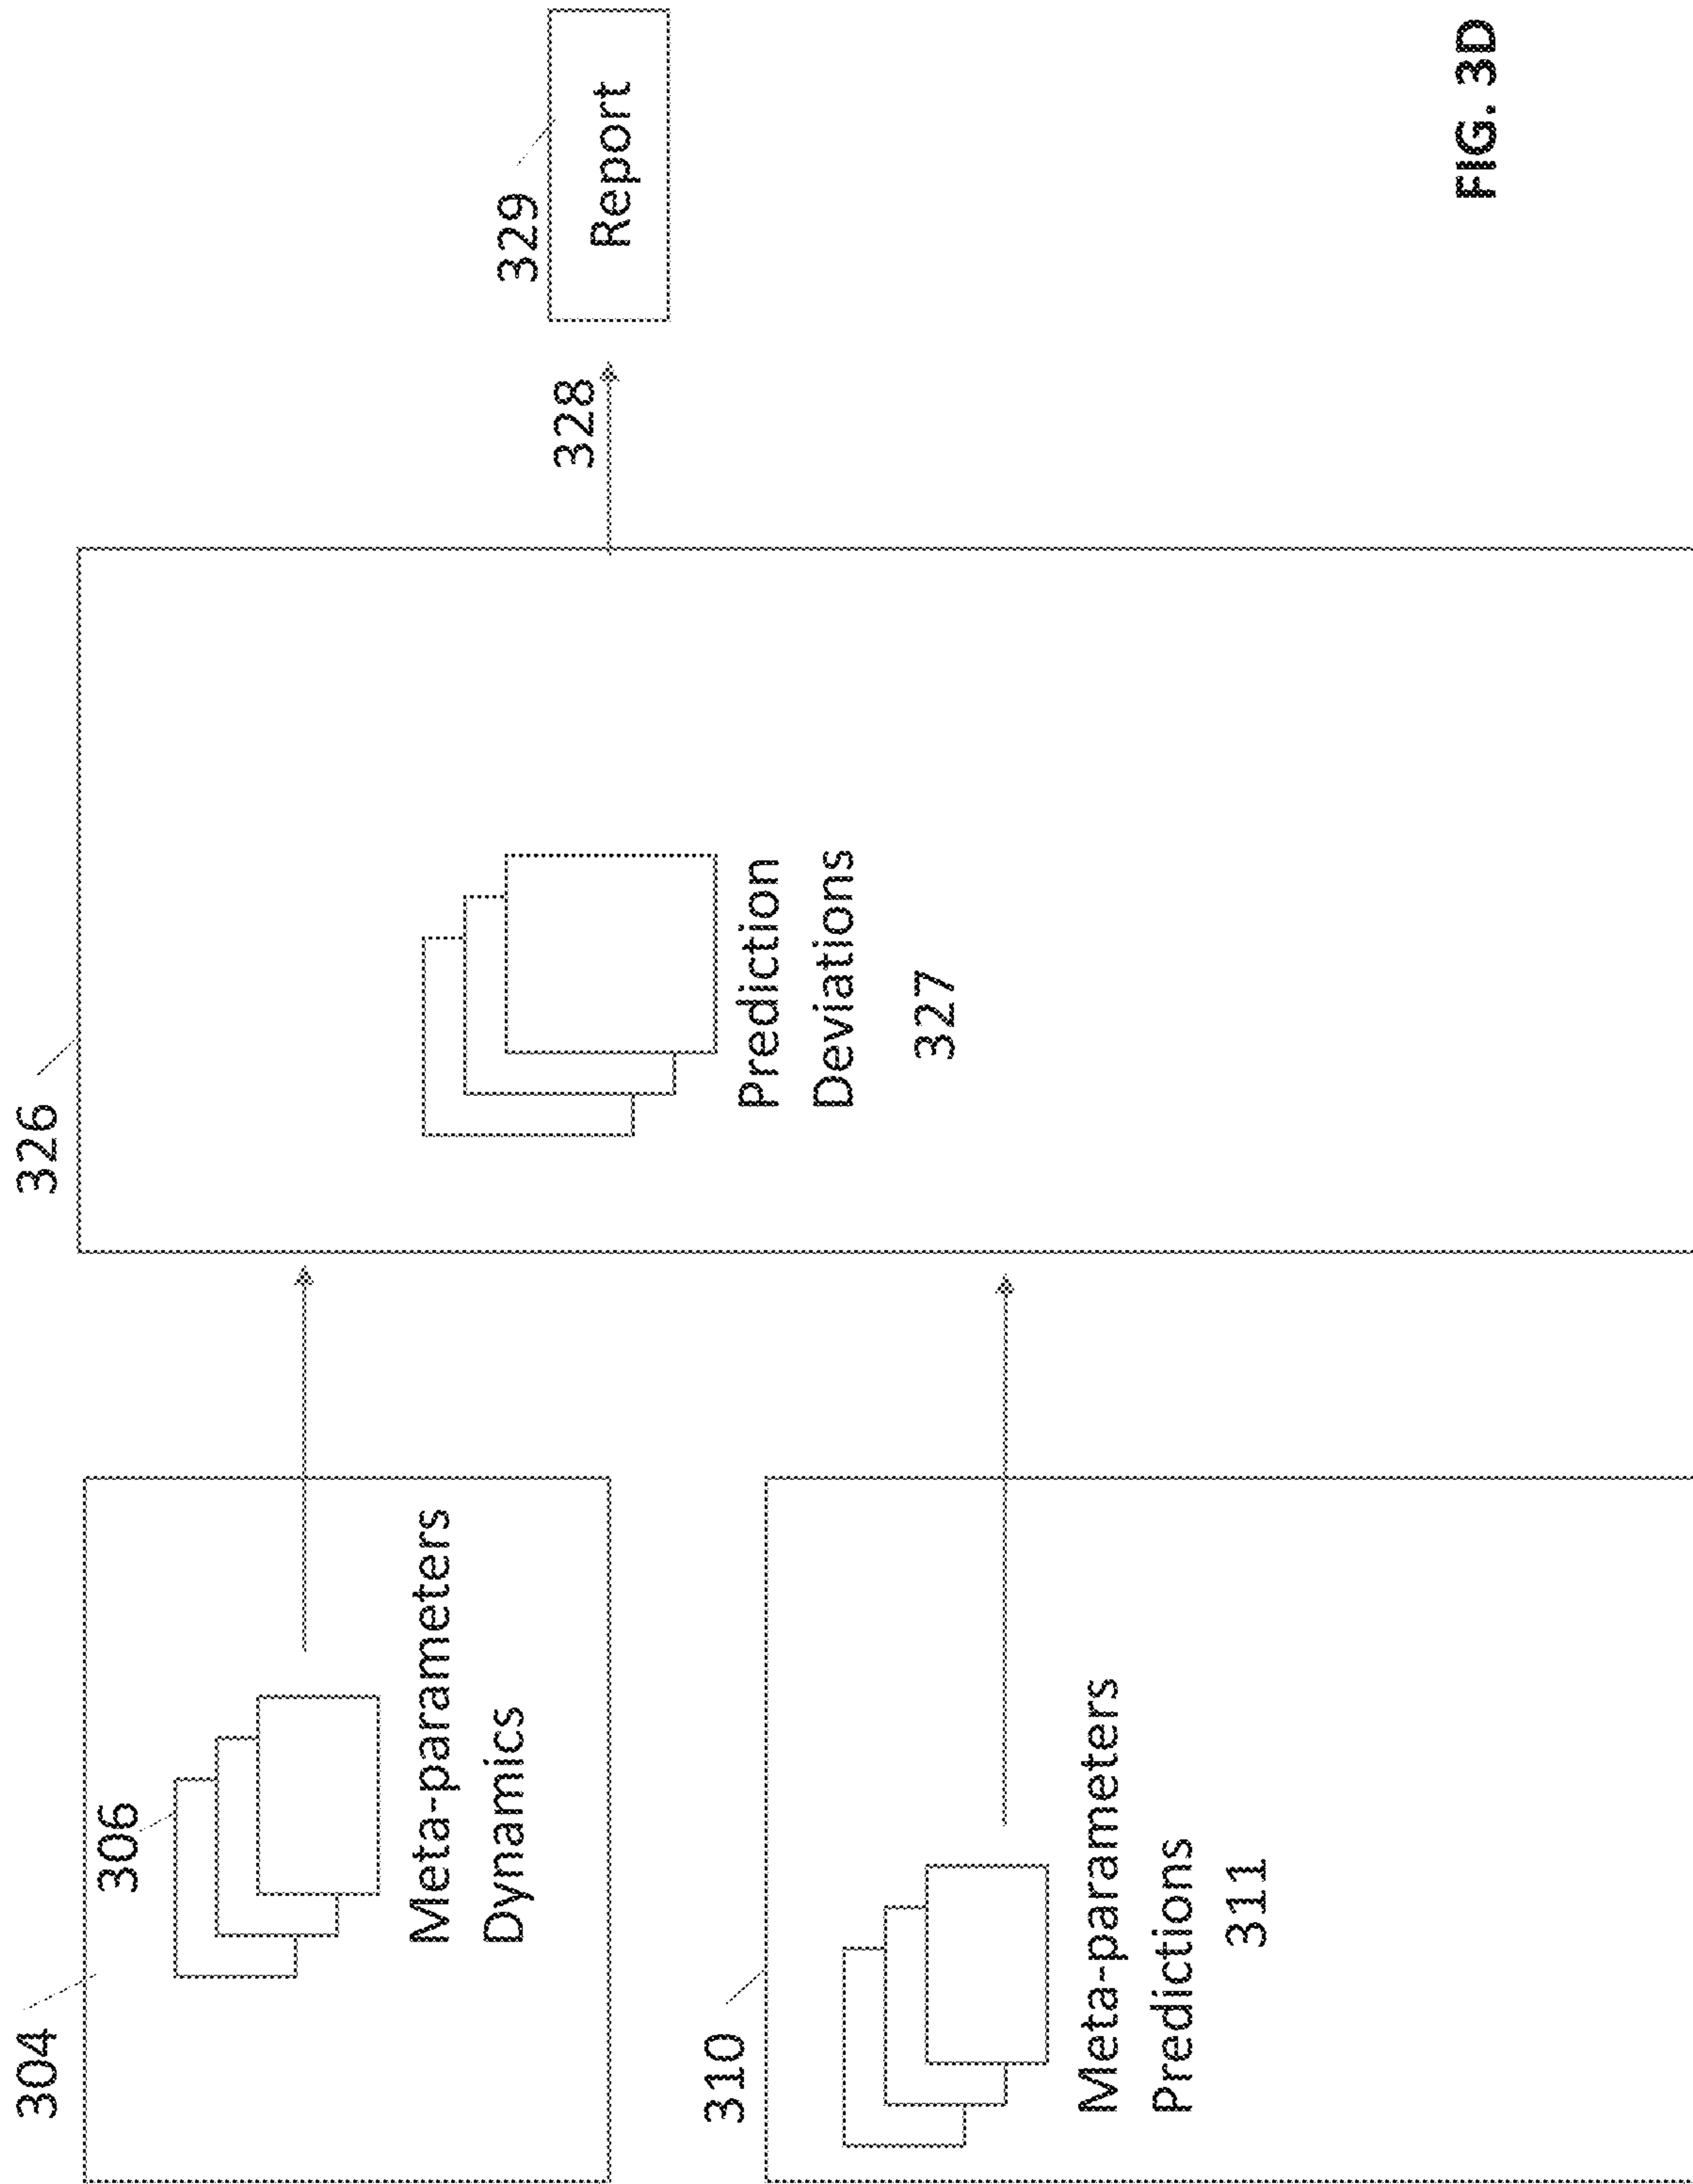 304
306
Meta-parameters
Dynamics
310
Meta-parameters
Predictions
311
326
Prediction
Deviations
327
328
329
Report
FIG. 3D